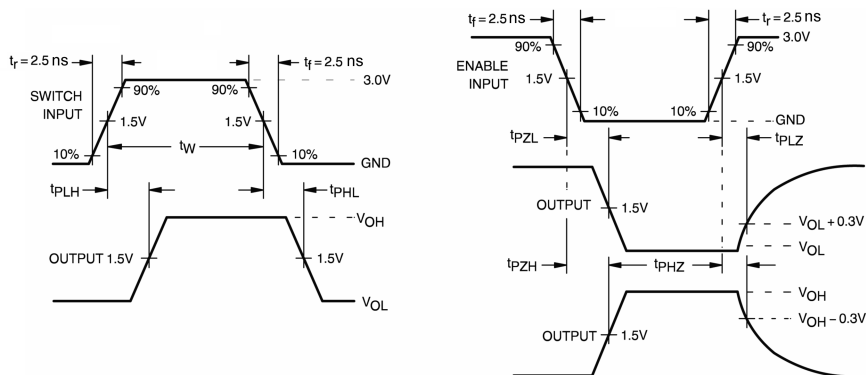 tr = 2.5 ns
tf = 2.5 ns
SWITCH
INPUT
90%
90%
3.0V
1.5V
1.5V
10%
10%
tW
GND
tPLH
tPHL
VOH
OUTPUT 1.5V
1.5V
VOL
tf = 2.5 ns
tr = 2.5 ns
3.0V
90%
90%
ENABLE
INPUT
1.5V
1.5V
10%
10%
GND
tPZL
tPLZ
OUTPUT
1.5V
VOL + 0.3V
VOL
tPZH
tPHZ
VOH
VOH − 0.3V
OUTPUT
1.5V